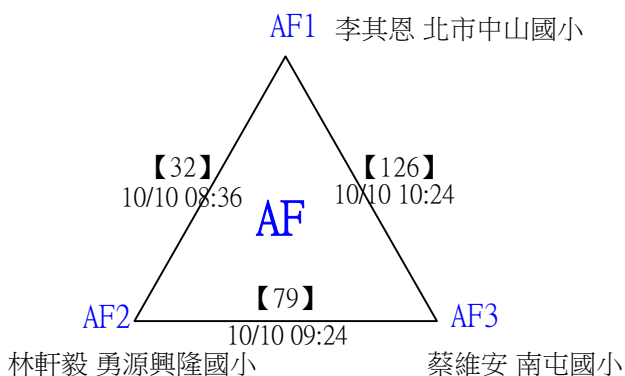 AF1 李其恩 北市中山國小
【32】
10/10 08:36
【126】
10/10 10:24
AF
AF2
【79】
10/10 09:24
AF3
林軒毅 勇源興隆國小
蔡維安 南屯國小